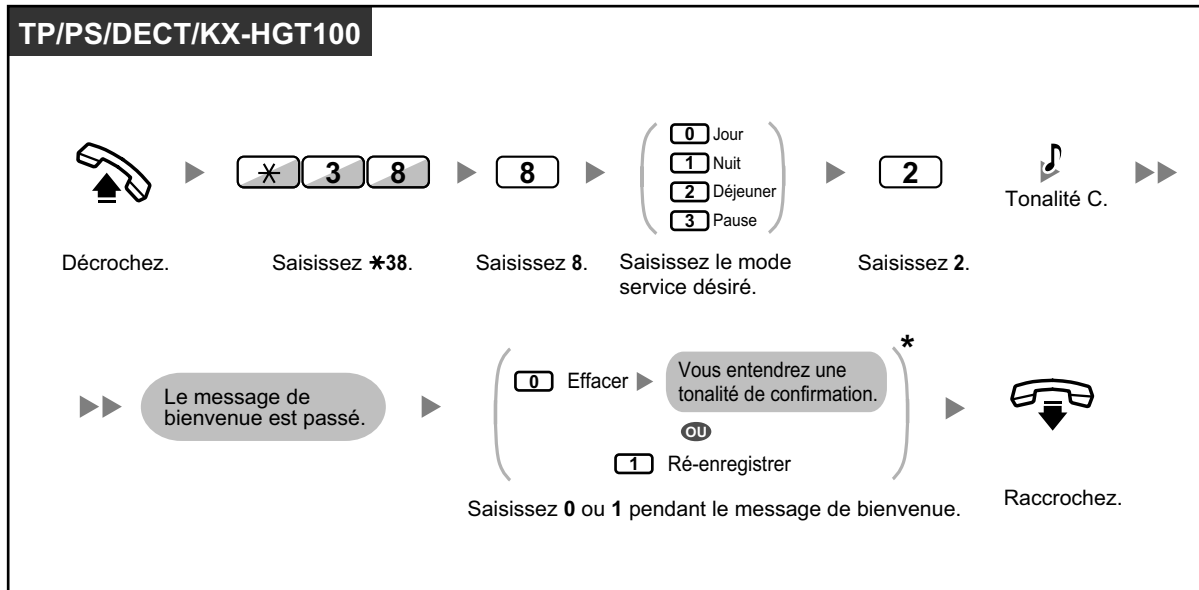 TP/PS/DECT/KX-HGT100
0 Jour
1 Nuit
2 Déjeuner
3 Pause
* 3 8
8
2
Tonalité C.
Décrochez.
Saisissez *38.
Saisissez 8.
Saisissez le mode
service désiré.
Saisissez 2.
Le message de
bienvenue est passé.
*
0 Effacer
Vous entendrez une
tonalité de confirmation.
OU
1 Ré-enregistrer
Saisissez 0 ou 1 pendant le message de bienvenue.
Raccrochez.